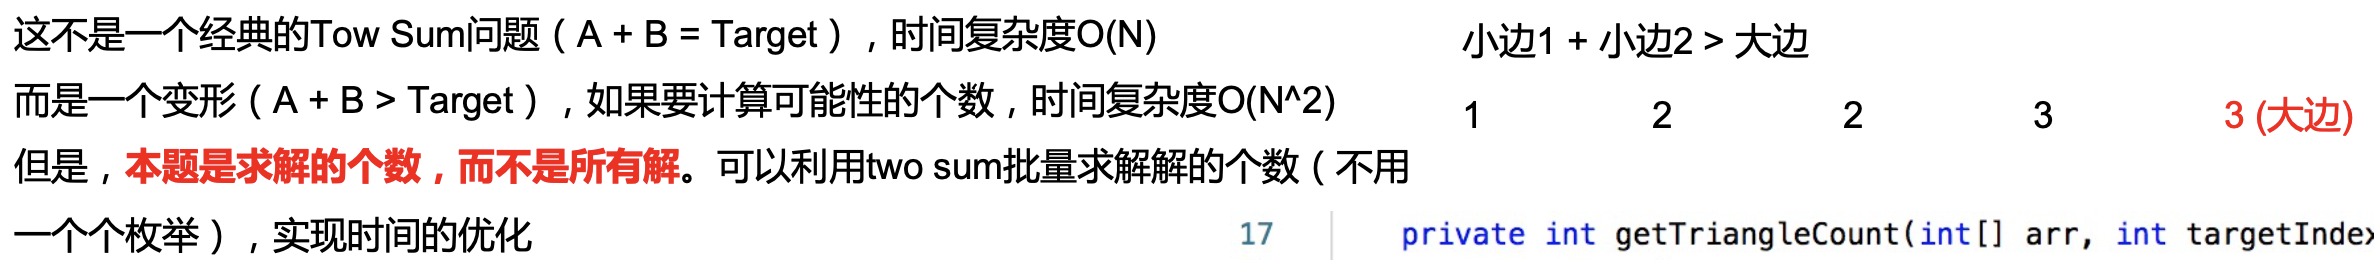 这不是一个经典的Tow Sum问题（A + B = Target），时间复杂度O(N)
而是一个变形（A + B > Target），如果要计算可能性的个数，时间复杂度O(N^2)
但是，本题是求解的个数，而不是所有解。可以利用two sum批量求解解的个数（不用
一个个枚举），实现时间的优化
小边1 + 小边2 > 大边
1 2 2 3 3 (大边)
17 private int getTriangleCount(int[] arr, int targetIndex